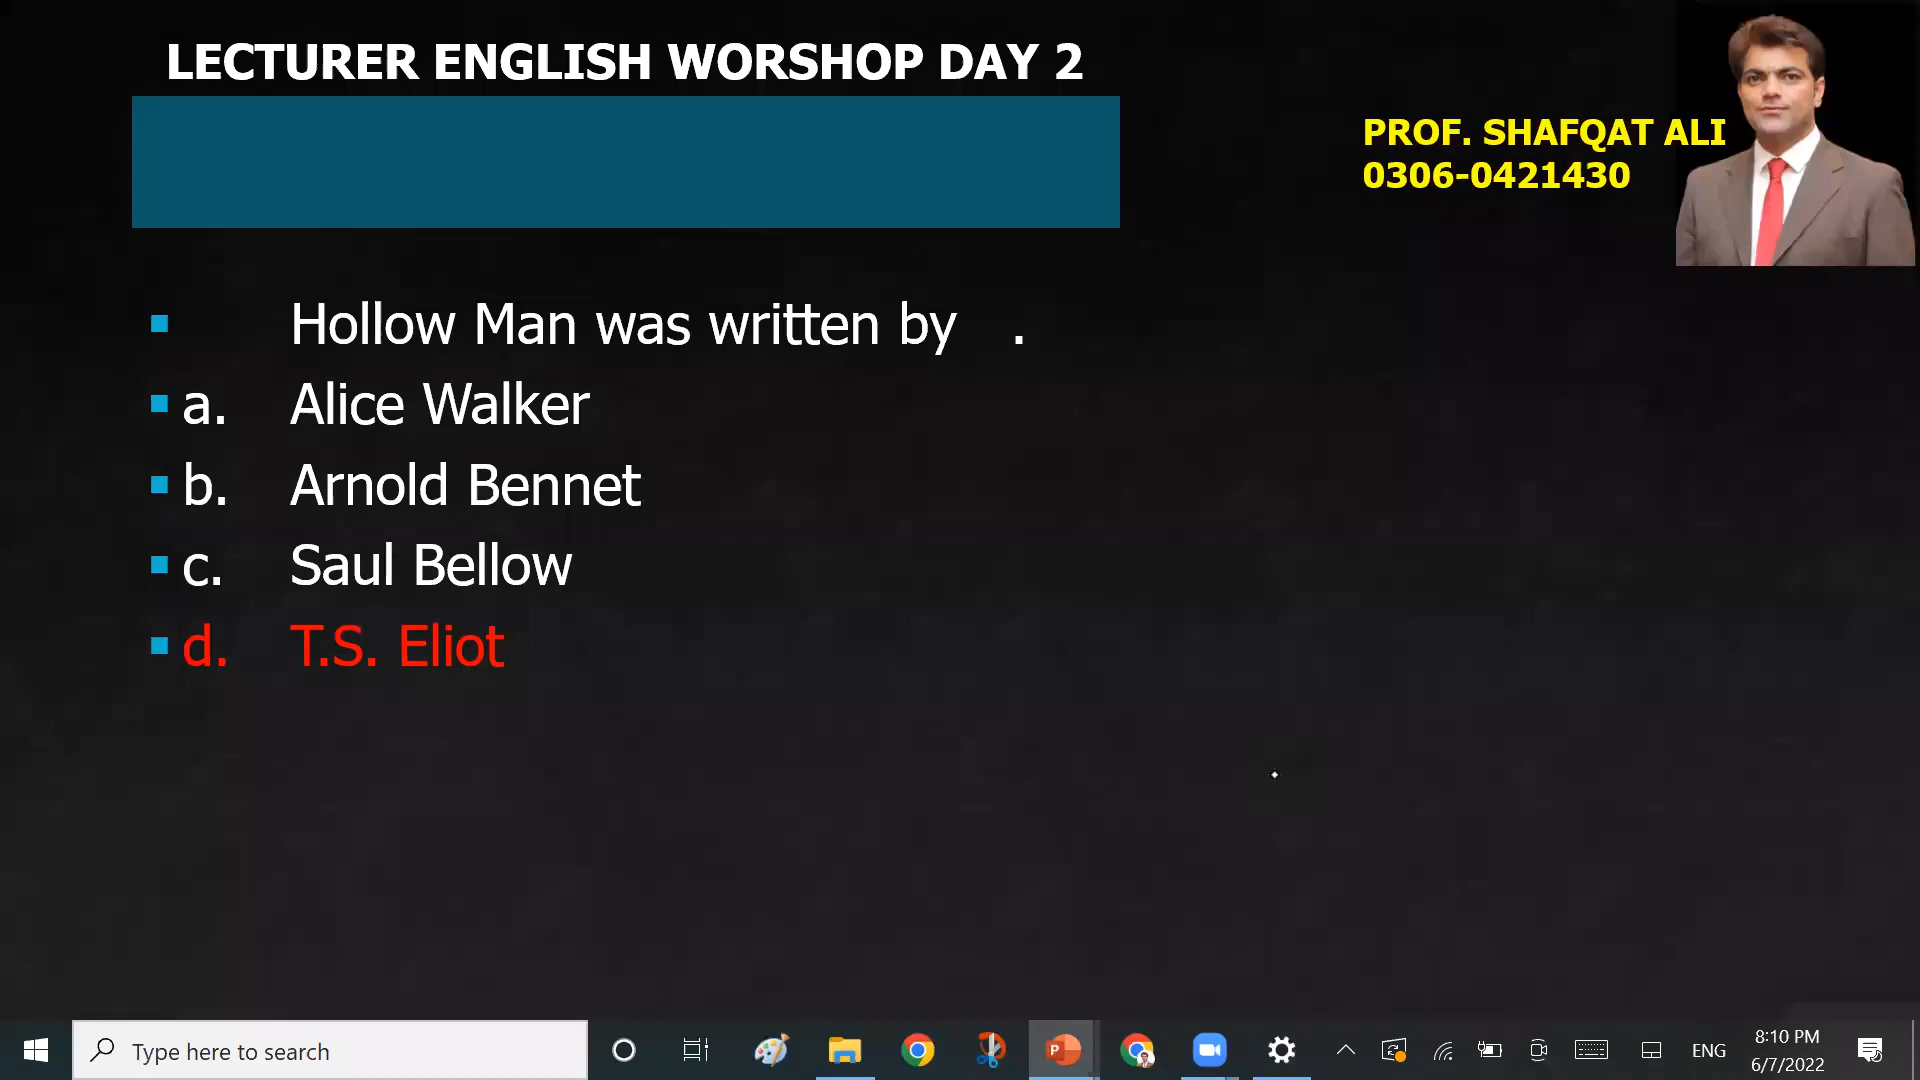 LECTURER ENGLISH WORSHOP DAY 2
PROF. SHAFQAT ALI
0306-0421430
Hollow Man was written by .
a. Alice Walker
b. Arnold Bennet
c. Saul Bellow
d. T.S. Eliot
Type here to search
ENG
8:10 PM
6/7/2022